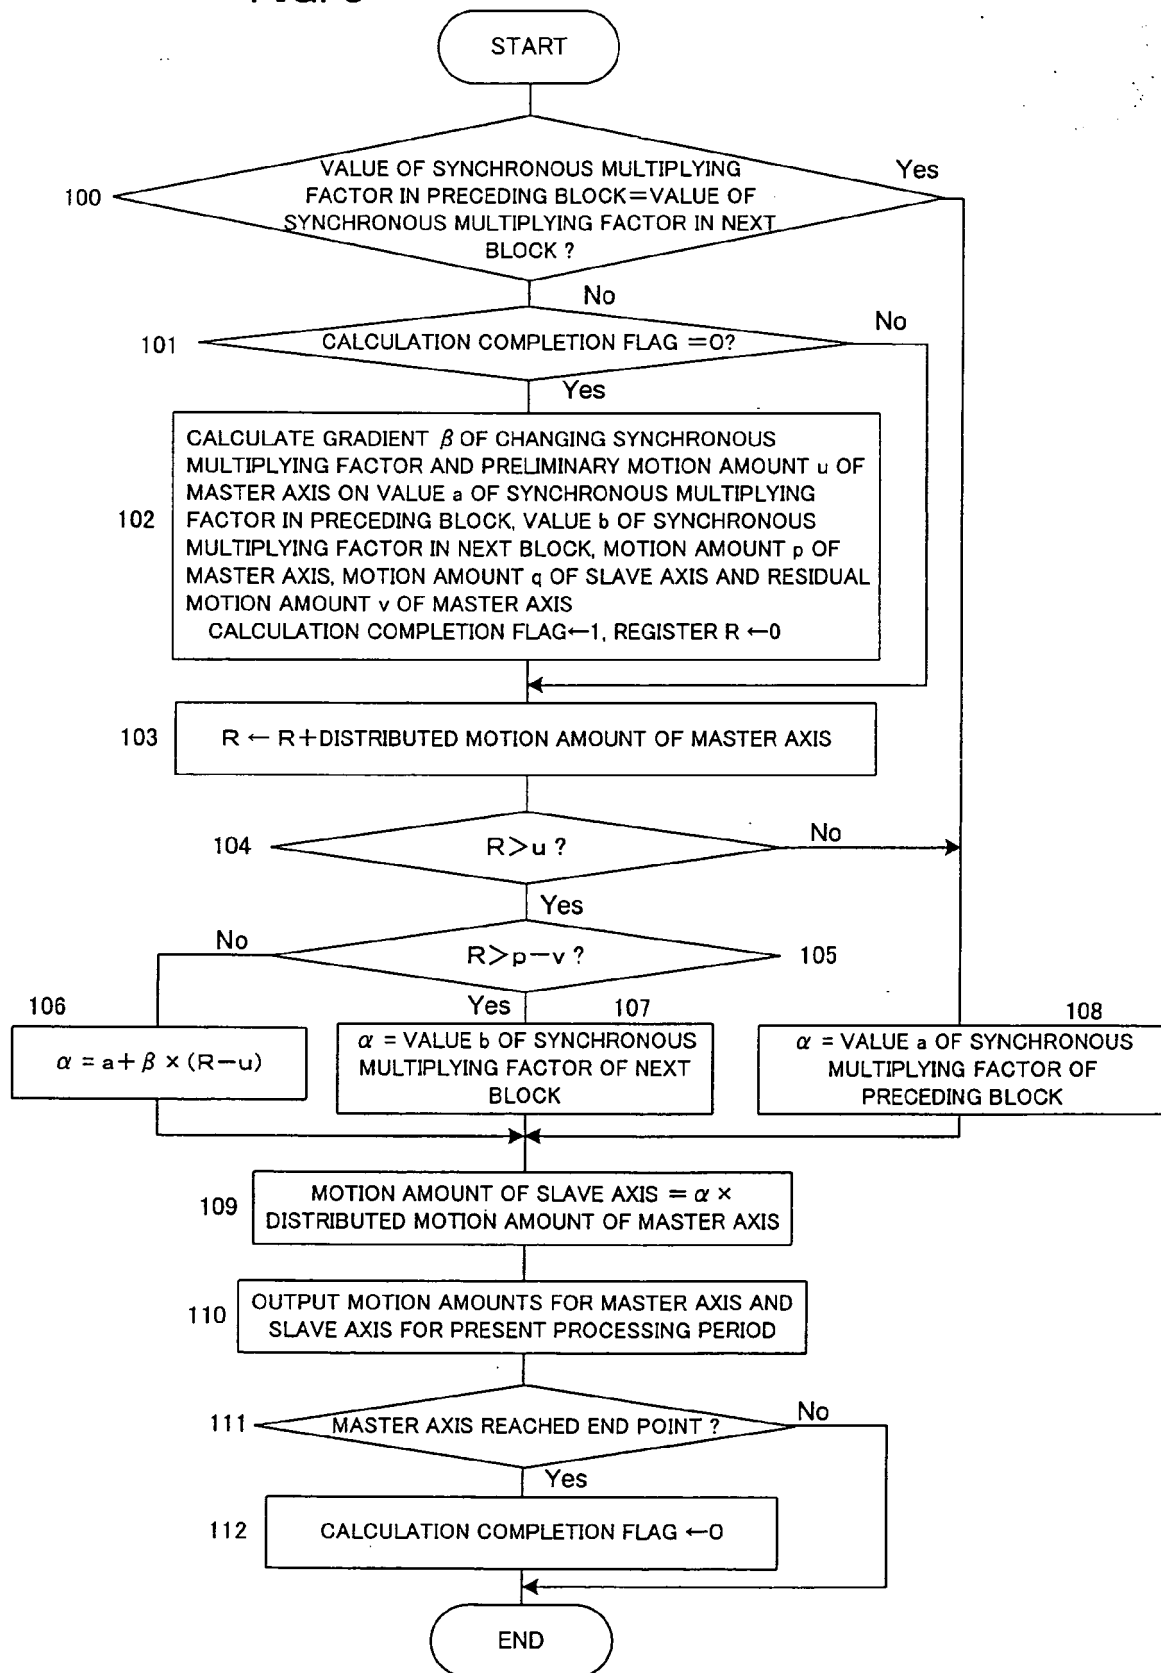 START
VALUE OF SYNCHRONOUS MULTIPLYING
FACTOR IN PRECEDING BLOCK=VALUE OF
SYNCHRONOUS MULTIPLYING FACTOR IN NEXT
BLOCK ?
100
Yes
No
101
CALCULATION COMPLETION FLAG =0?
No
Yes
102
CALCULATE GRADIENT β OF CHANGING SYNCHRONOUS
MULTIPLYING FACTOR AND PRELIMINARY MOTION AMOUNT u OF
MASTER AXIS ON VALUE a OF SYNCHRONOUS MULTIPLYING
FACTOR IN PRECEDING BLOCK, VALUE b OF SYNCHRONOUS
MULTIPLYING FACTOR IN NEXT BLOCK, MOTION AMOUNT p OF
MASTER AXIS, MOTION AMOUNT q OF SLAVE AXIS AND RESIDUAL
MOTION AMOUNT v OF MASTER AXIS
CALCULATION COMPLETION FLAG←1, REGISTER R ←0
103
R ← R+DISTRIBUTED MOTION AMOUNT OF MASTER AXIS
104
R>u ?
No
Yes
No
R>p-v ?
105
Yes
106
α = a+ β × (R-u)
107
α = VALUE b OF SYNCHRONOUS
MULTIPLYING FACTOR OF NEXT
BLOCK
108
α = VALUE a OF SYNCHRONOUS
MULTIPLYING FACTOR OF
PRECEDING BLOCK
109
MOTION AMOUNT OF SLAVE AXIS = α ×
DISTRIBUTED MOTION AMOUNT OF MASTER AXIS
110
OUTPUT MOTION AMOUNTS FOR MASTER AXIS AND
SLAVE AXIS FOR PRESENT PROCESSING PERIOD
111
MASTER AXIS REACHED END POINT ?
No
Yes
112
CALCULATION COMPLETION FLAG ←0
END